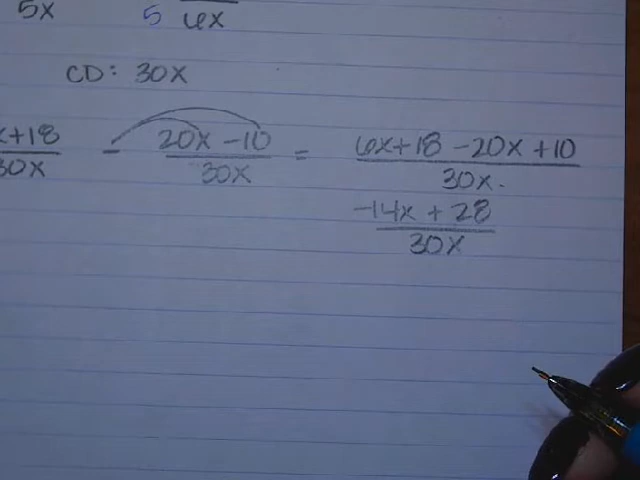 5x 5 6x
CD: 30x
x+18 / 30x - 20x - 10 / 30x = 6x+18 - 20x + 10 / 30x.
-14x + 28 / 30x